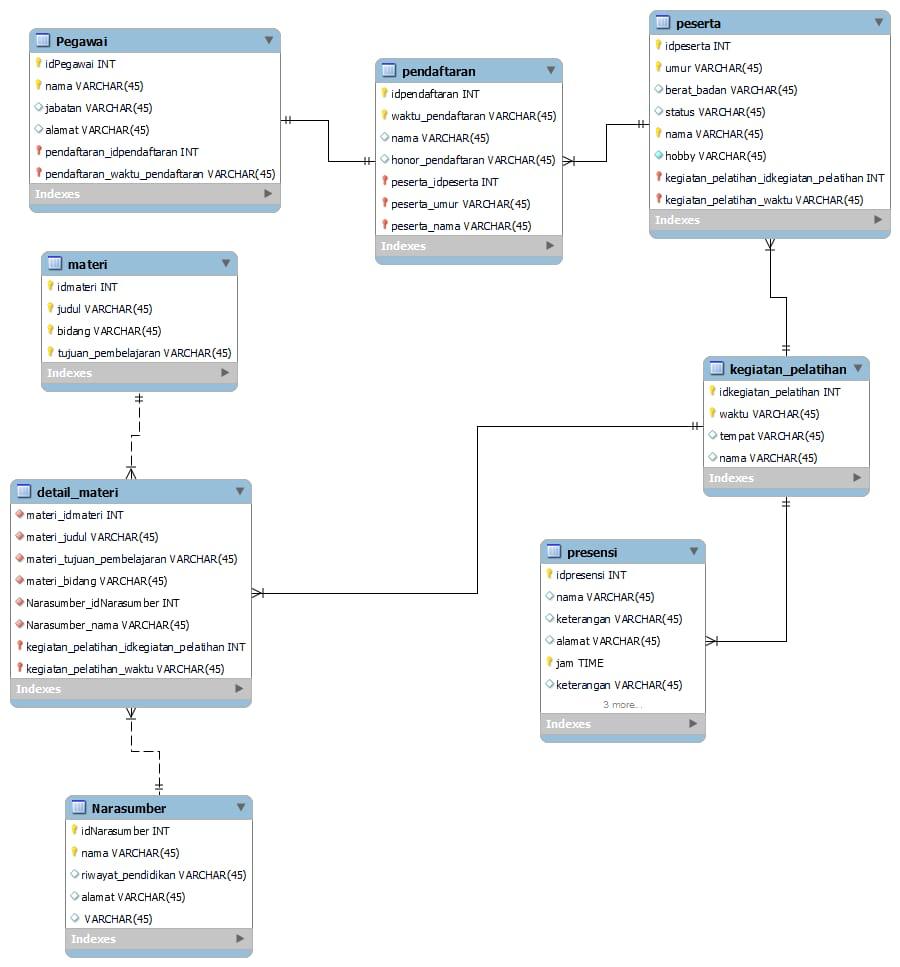 Pegawai
idPegawai INT
nama VARCHAR(45)
jabatan VARCHAR(45)
alamat VARCHAR(45)
pendaftaran_idpendaftaran INT
pendaftaran_waktu_pendaftaran VARCHAR(45)
Indexes
pendaftaran
idpendaftaran INT
waktu_pendaftaran VARCHAR(45)
nama VARCHAR(45)
honor_pendaftaran VARCHAR(45)
peserta_idpeserta INT
peserta_umur VARCHAR(45)
peserta_nama VARCHAR(45)
Indexes
peserta
idpeserta INT
umur VARCHAR(45)
berat_badan VARCHAR(45)
status VARCHAR(45)
nama VARCHAR(45)
hobby VARCHAR(45)
kegiatan_pelatihan_idkegiatan_pelatihan INT
kegiatan_pelatihan_waktu VARCHAR(45)
Indexes
materi
idmateri INT
judul VARCHAR(45)
bidang VARCHAR(45)
tujuan_pembelajaran VARCHAR(45)
Indexes
kegiatan_pelatihan
idkegiatan_pelatihan INT
waktu VARCHAR(45)
tempat VARCHAR(45)
nama VARCHAR(45)
Indexes
detail_materi
materi_idmateri INT
materi_judul VARCHAR(45)
materi_tujuan_pembelajaran VARCHAR(45)
materi_bidang VARCHAR(45)
Narasumber_idNarasumber INT
Narasumber_nama VARCHAR(45)
kegiatan_pelatihan_idkegiatan_pelatihan INT
kegiatan_pelatihan_waktu VARCHAR(45)
Indexes
presensi
idpresensi INT
nama VARCHAR(45)
keterangan VARCHAR(45)
alamat VARCHAR(45)
jam TIME
keterangan VARCHAR(45)
3 more...
Indexes
Narasumber
idNarasumber INT
nama VARCHAR(45)
riwayat_pendidikan VARCHAR(45)
alamat VARCHAR(45)
VARCHAR(45)
Indexes